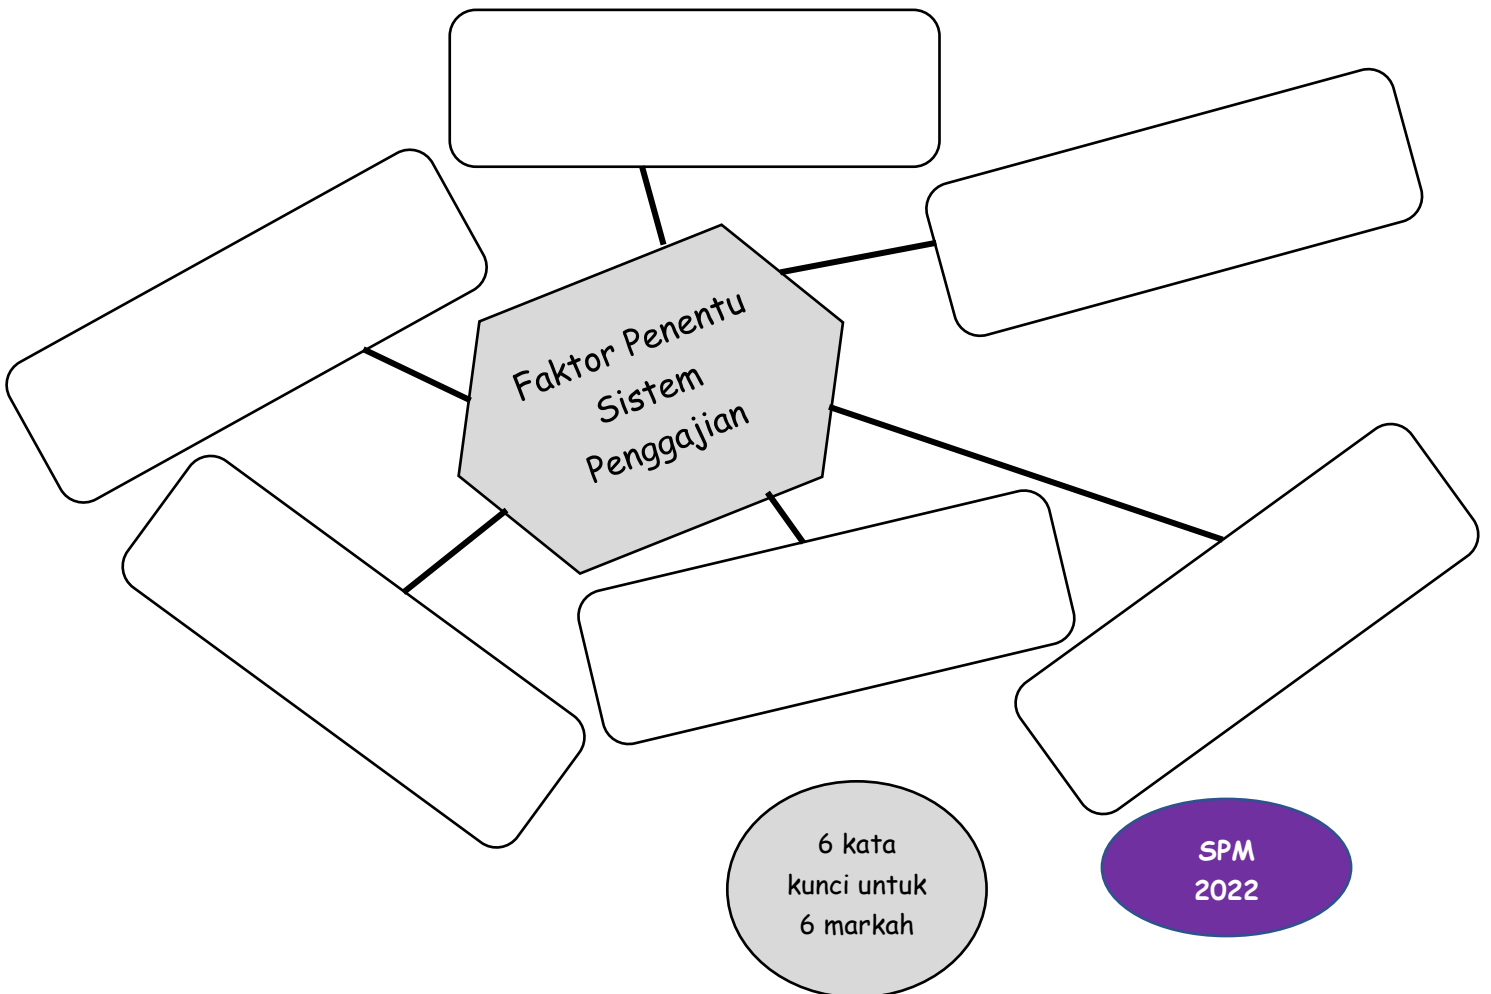 Faktor Penentu
Sistem
Penggajian
6 kata
kunci untuk
6 markah
SPM
2022